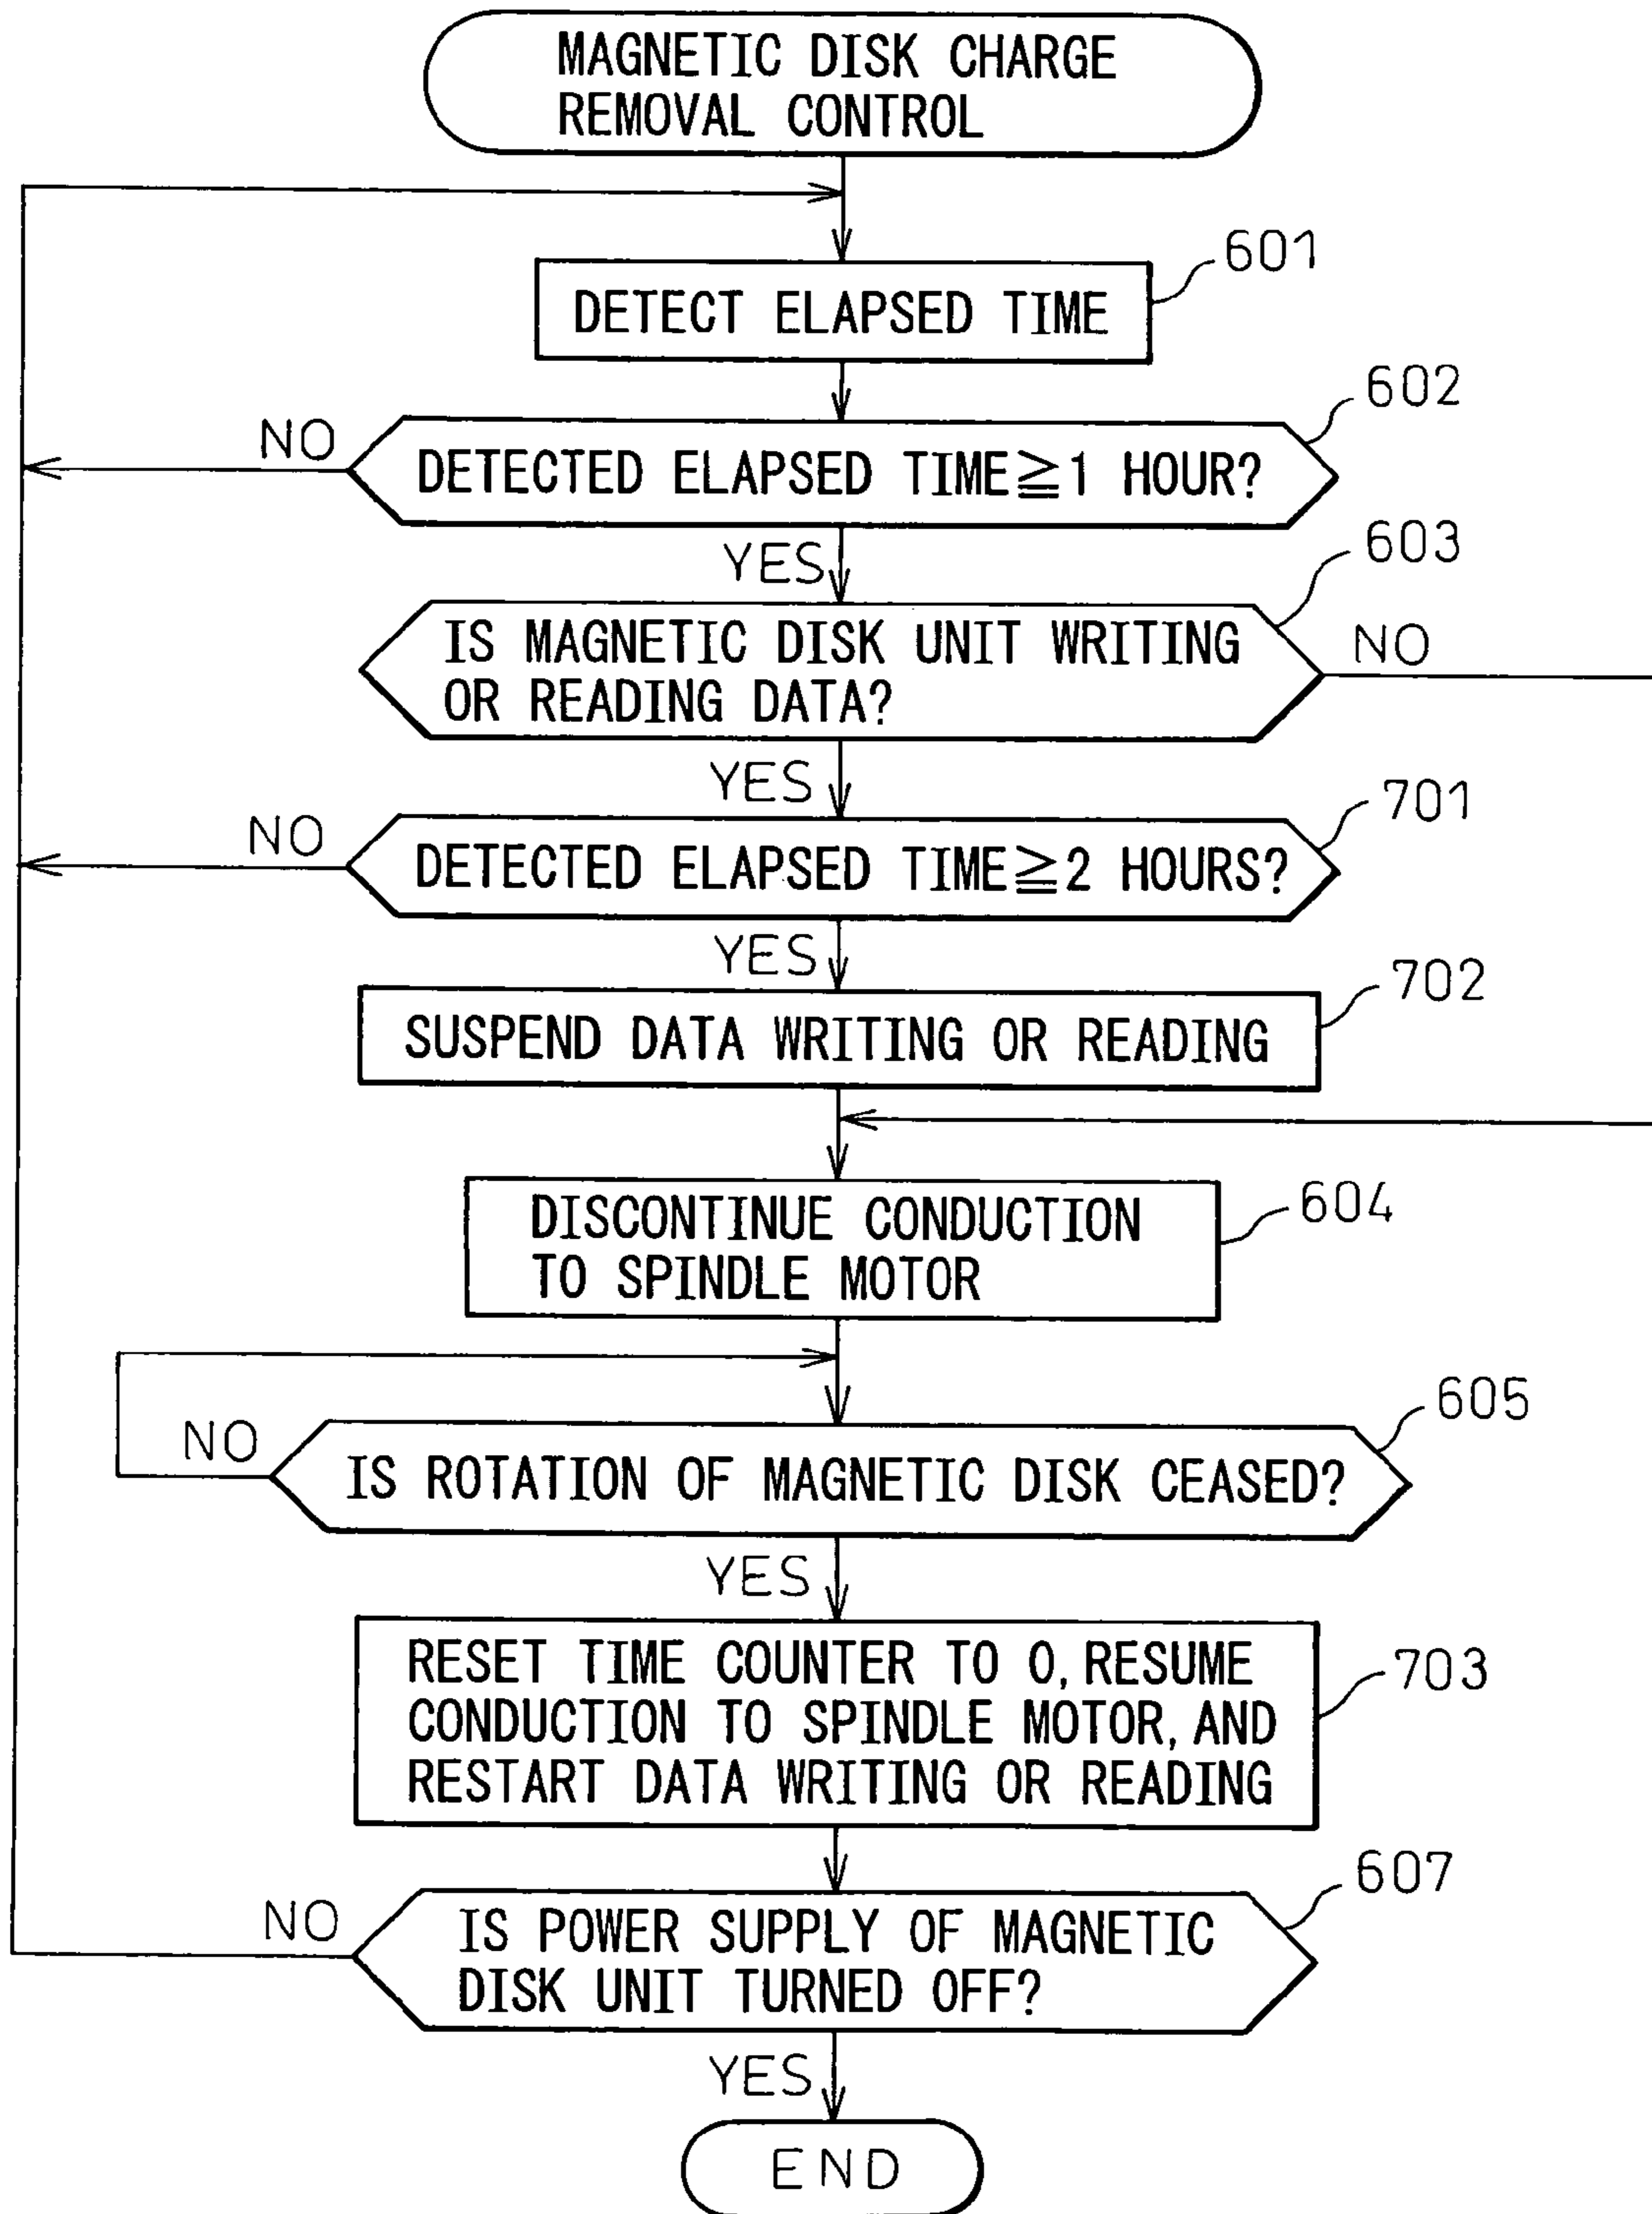 MAGNETIC DISK CHARGE
REMOVAL CONTROL
601
DETECT ELAPSED TIME
602
NO
DETECTED ELAPSED TIME≧1 HOUR?
YES
603
IS MAGNETIC DISK UNIT WRITING
OR READING DATA?
NO
YES
701
NO
DETECTED ELAPSED TIME≧2 HOURS?
YES
702
SUSPEND DATA WRITING OR READING
604
DISCONTINUE CONDUCTION
TO SPINDLE MOTOR
605
NO
IS ROTATION OF MAGNETIC DISK CEASED?
YES
703
RESET TIME COUNTER TO 0, RESUME
CONDUCTION TO SPINDLE MOTOR, AND
RESTART DATA WRITING OR READING
607
NO
IS POWER SUPPLY OF MAGNETIC
DISK UNIT TURNED OFF?
YES
END